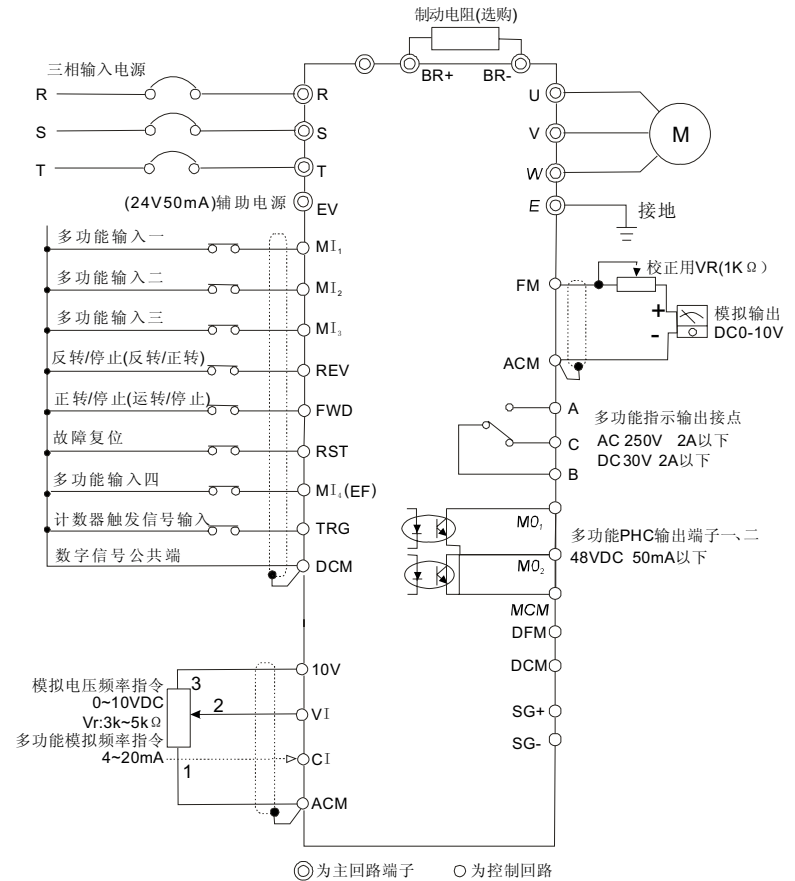 制动电阻(选购)
BR+
BR-
三相输入电源
R
R
S
S
T
T
(24V50mA)辅助电源
EV
多功能输入一
MI₁
多功能输入二
MI₂
多功能输入三
MI₃
反转/停止(反转/正转)
REV
正转/停止(运转/停止)
FWD
故障复位
RST
多功能输入四
MI₄(EF)
计数器触发信号输入
TRG
数字信号公共端
DCM
10V
模拟电压频率指令
0~10VDC
Vr:3k~5kΩ
多功能模拟频率指令
4~20mA
3
2
1
VI
CI
ACM
U
V
W
M
E
接地
FM
校正用VR(1KΩ)
+
-
模拟输出
DC0-10V
ACM
A
C
B
多功能指示输出接点
AC 250V 2A以下
DC30V 2A以下
MO₁
MO₂
多功能PHC输出端子一、二
48VDC 50mA以下
MCM
DFM
DCM
SG+
SG-
为主回路端子
为控制回路